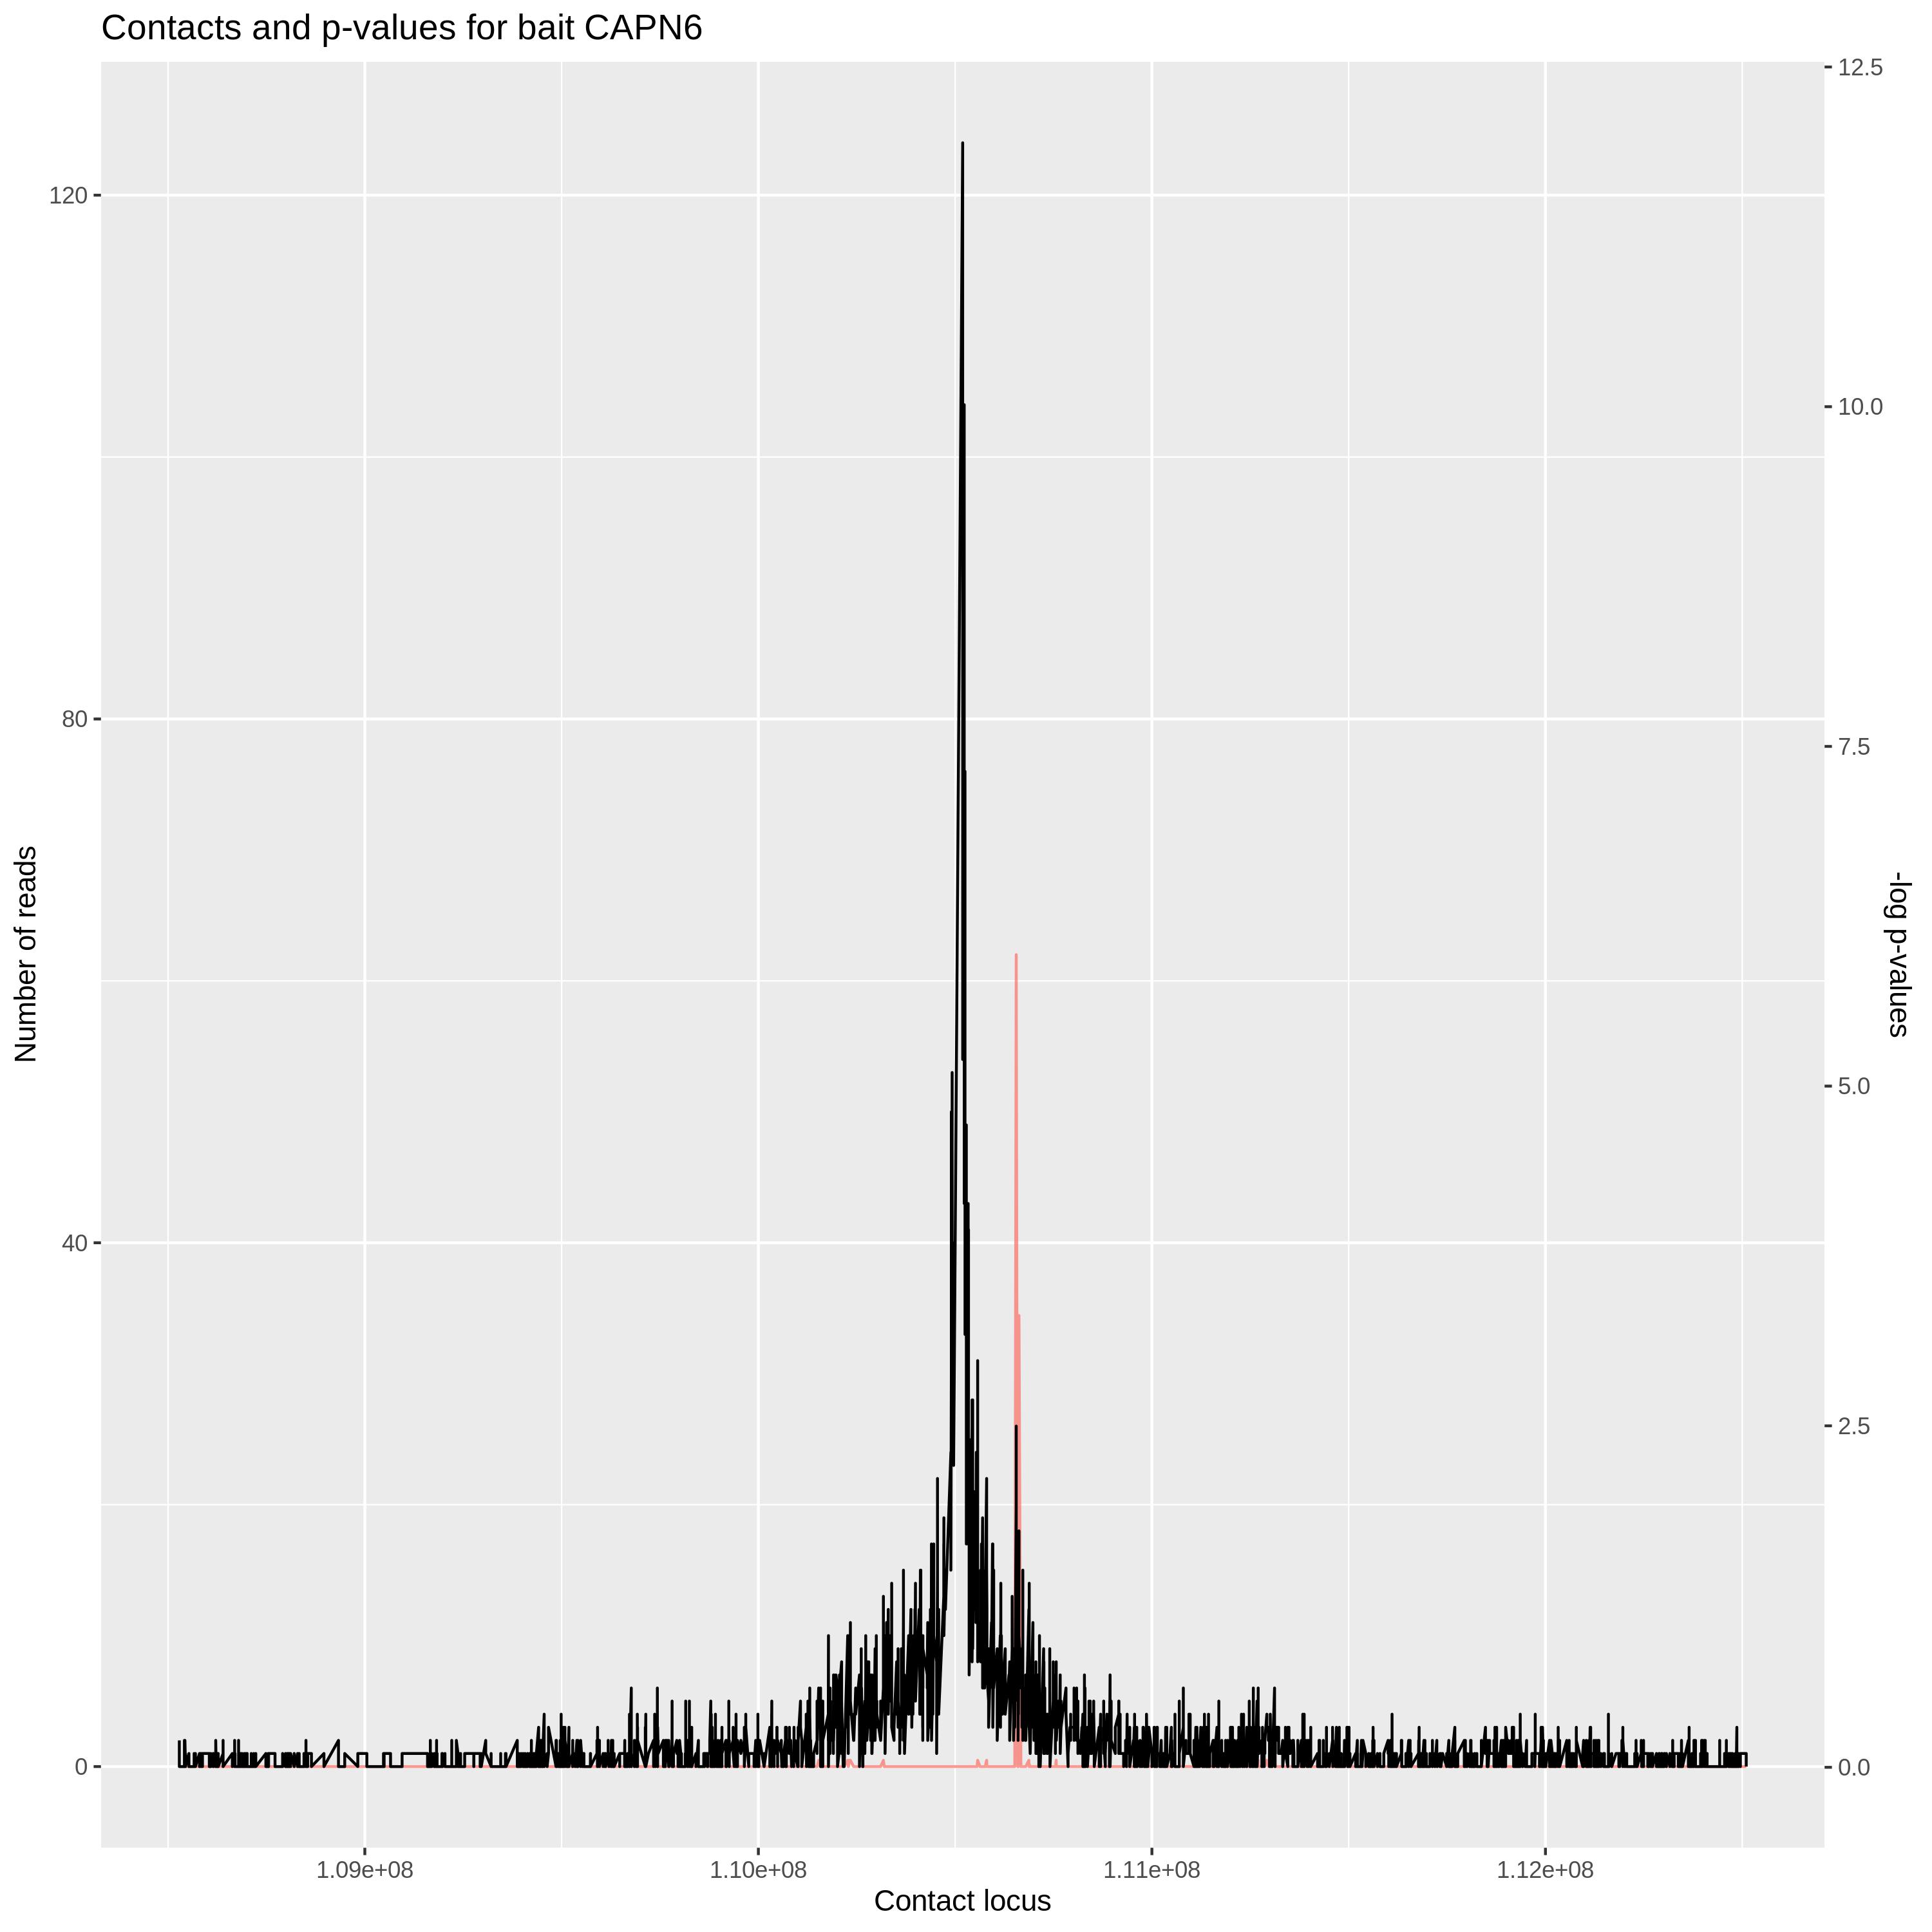 Contacts and p-values for bait CAPN6
12.5
120
10.0
80
7.5
Number of reads
-log p-values
5.0
40
2.5
0
0.0
1.09e+08
1.10e+08
1.11e+08
1.12e+08
Contact locus